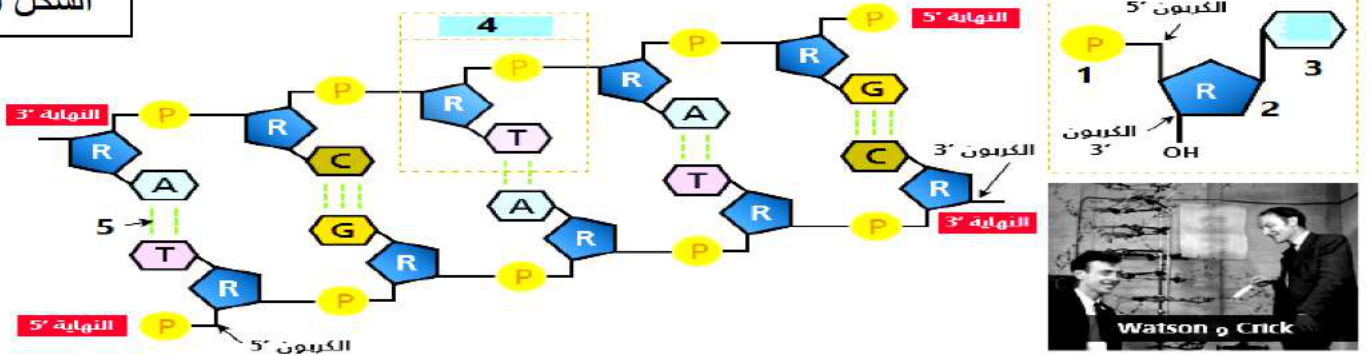 الشكل
4
P
النهاية ’5
P
R
G
P
R
A
P
R
T
P
R
C
النهاية ’3
P
R
A
5
T
G
A
T
C
R
P
R
P
R
P
R
P
R
P
النهاية ’5
الكربون ’5
الكربون ’3
النهاية ’3
الكربون ’5
P
1
R
2
3
الكربون
’3
OH
Watson و Crick